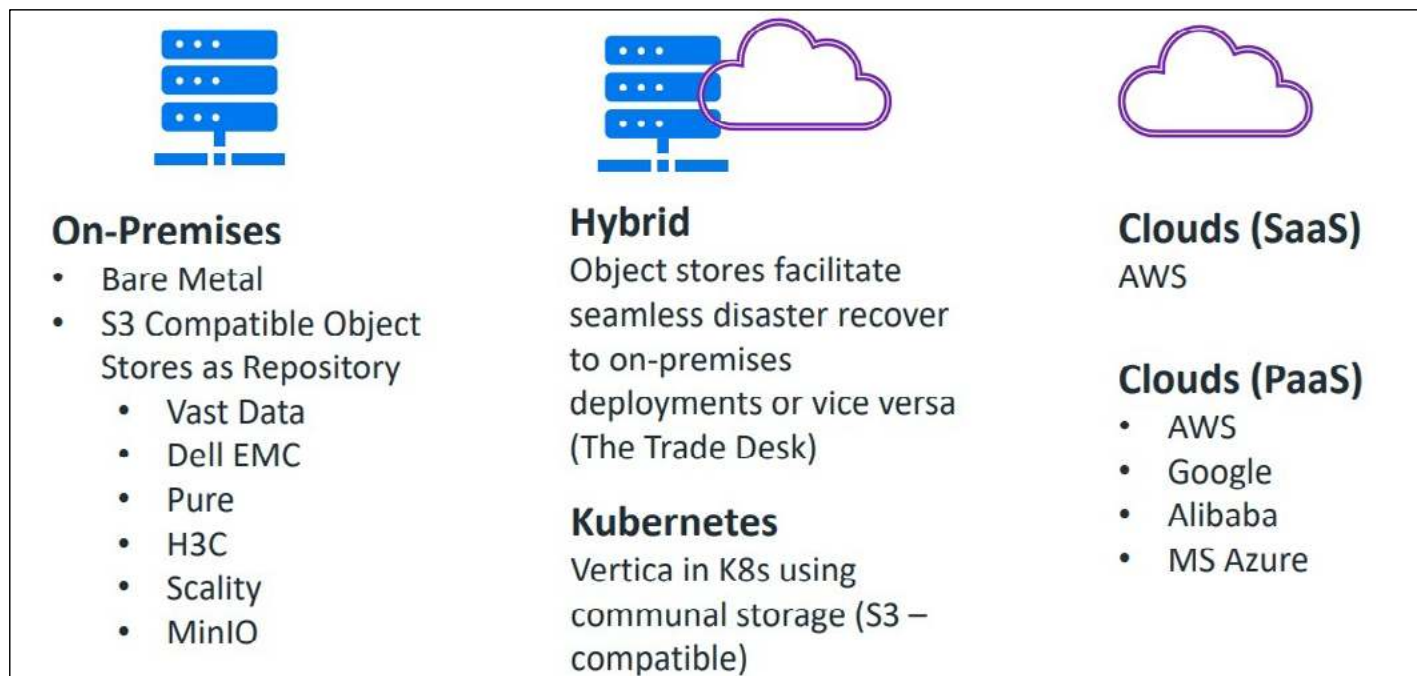 On-Premises
• Bare Metal
• S3 Compatible Object
Stores as Repository
• Vast Data
• Dell EMC
• Pure
• H3C
• Scality
• MinIO
Hybrid
Object stores facilitate
seamless disaster recover
to on-premises
deployments or vice versa
(The Trade Desk)
Kubernetes
Vertica in K8s using
communal storage (S3 –
compatible)
Clouds (SaaS)
AWS
Clouds (PaaS)
• AWS
• Google
• Alibaba
• MS Azure